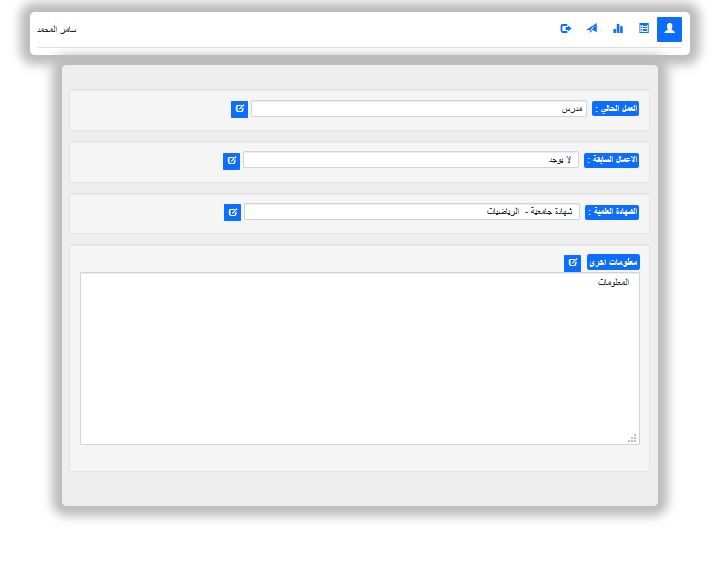 سامر المحمد
العمل الحالي :
مدرس
الاعمال السابقة :
لا يوجد
الشهادة العلمية :
شهادة جامعية - الرياضيات
معلومات اخرى
المعلومات